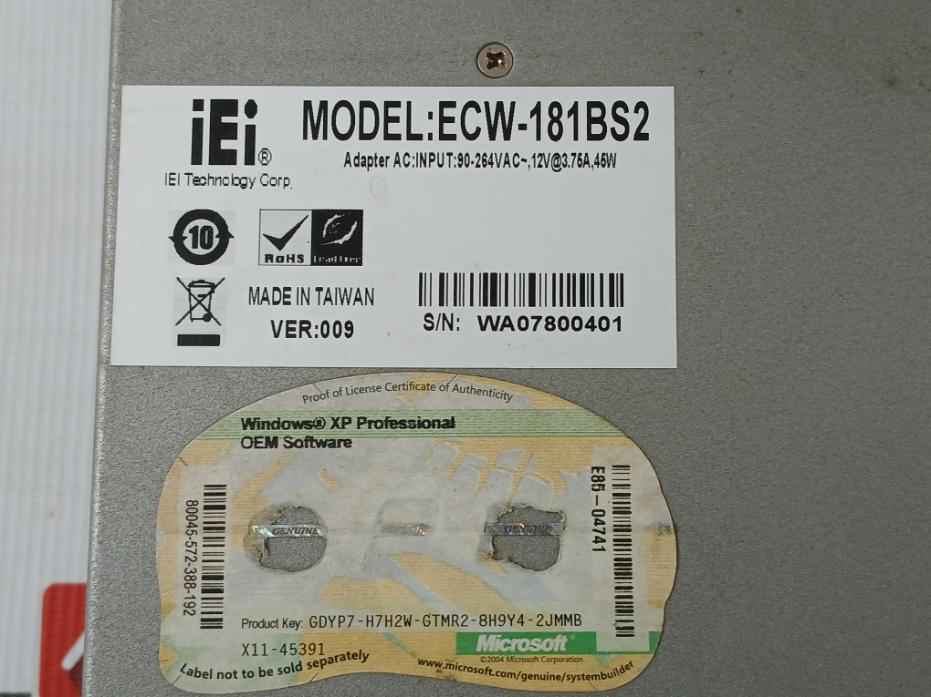 iEi®
IEI Technology Corp.
MODEL:ECW-181BS2
Adapter AC:INPUT:90-264VAC~,12V@3.75A,45W
10
RoHS
Lead Free
MADE IN TAIWAN
VER:009
S/N: WA07800401
Proof of License Certificate of Authenticity
Windows® XP Professional
OEM Software
80045-572-388-192
GENUINE
GENUINE
E85-04741
Product Key: GDYP7-H7H2W-GTMR2-8H9Y4-2JMMB
X11-45391
Microsoft®
©2004 Microsoft Corporation
Label not to be sold separately
www.microsoft.com/genuine/systembuilder